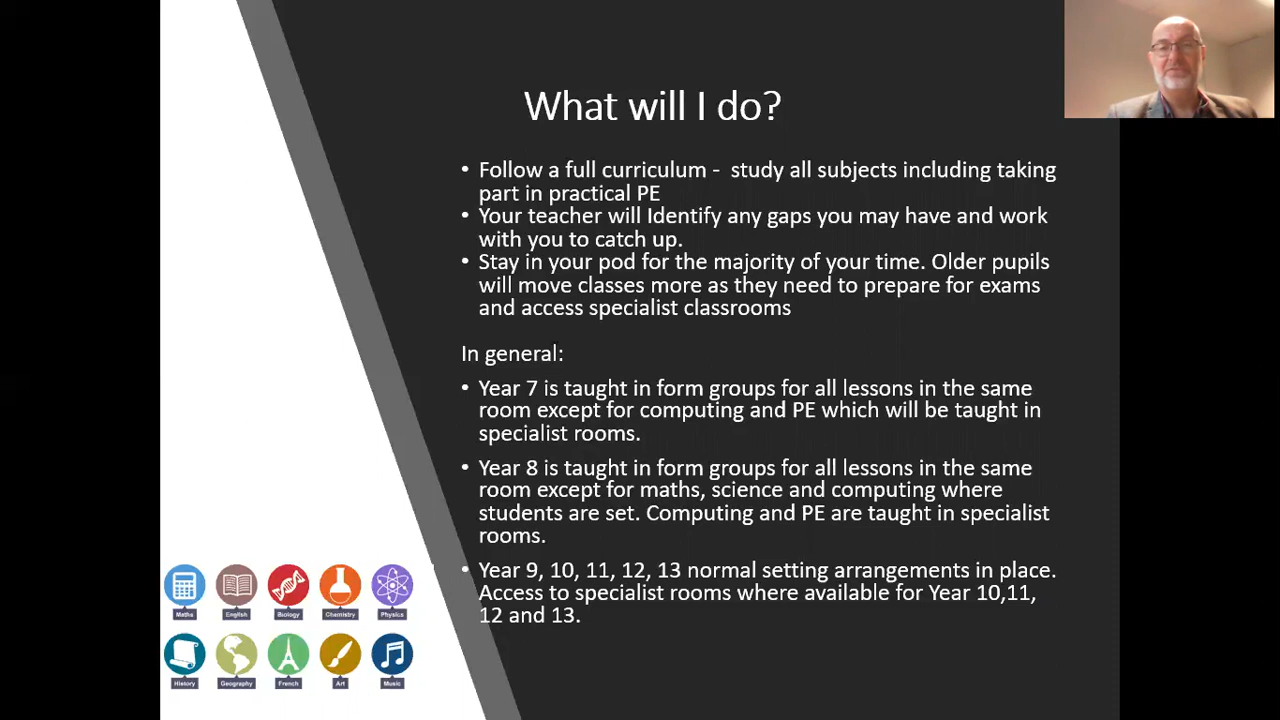 What will I do?
• Follow a full curriculum - study all subjects including taking
part in practical PE
• Your teacher will Identify any gaps you may have and work
with you to catch up.
• Stay in your pod for the majority of your time. Older pupils
will move classes more as they need to prepare for exams
and access specialist classrooms
In general:
• Year 7 is taught in form groups for all lessons in the same
room except for computing and PE which will be taught in
specialist rooms.
• Year 8 is taught in form groups for all lessons in the same
room except for maths, science and computing where
students are set. Computing and PE are taught in specialist
rooms.
• Year 9, 10, 11, 12, 13 normal setting arrangements in place.
Access to specialist rooms where available for Year 10,11,
12 and 13.
Maths English Biology Chemistry Physics
History Geography French Art Music